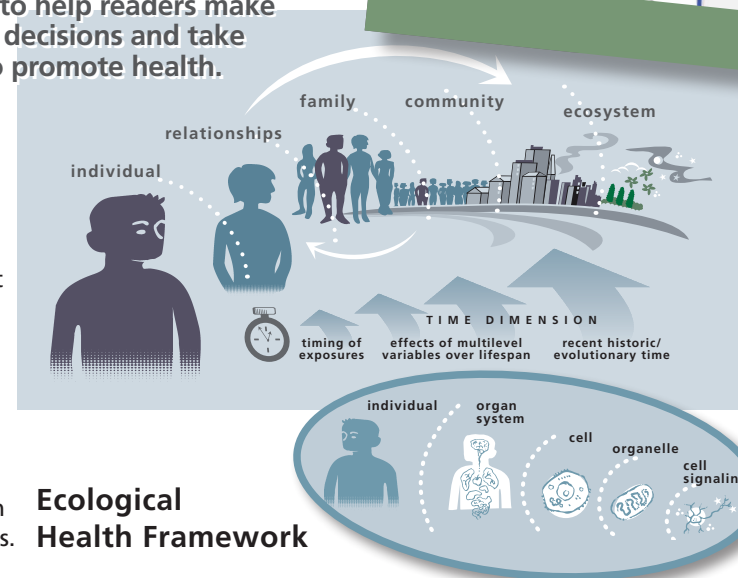 to help readers make
decisions and take
promote health.
family
community
ecosystem
relationships
individual
TIME DIMENSION
timing of
exposures
effects of multilevel
variables over lifespan
recent historic/
evolutionary time
individual
organ
system
cell
organelle
cell
Ecological
Health Framework